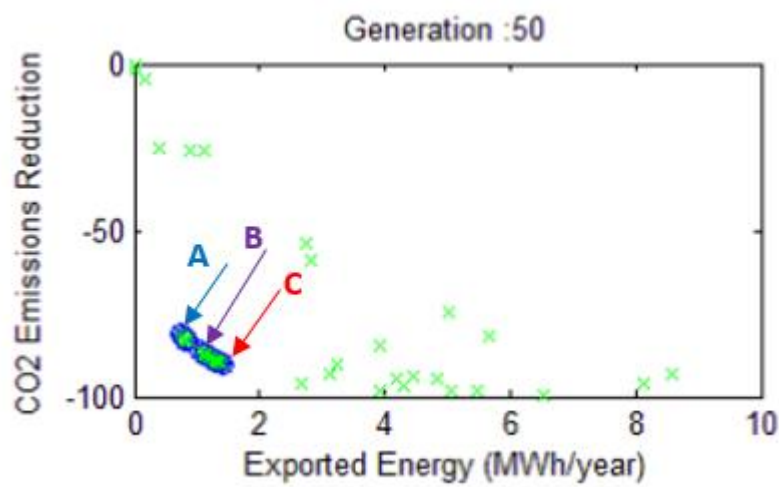 Generation :50
CO2 Emissions Reduction
0
-50
-100
A
B
C
0
2
4
6
8
10
Exported Energy (MWh/year)